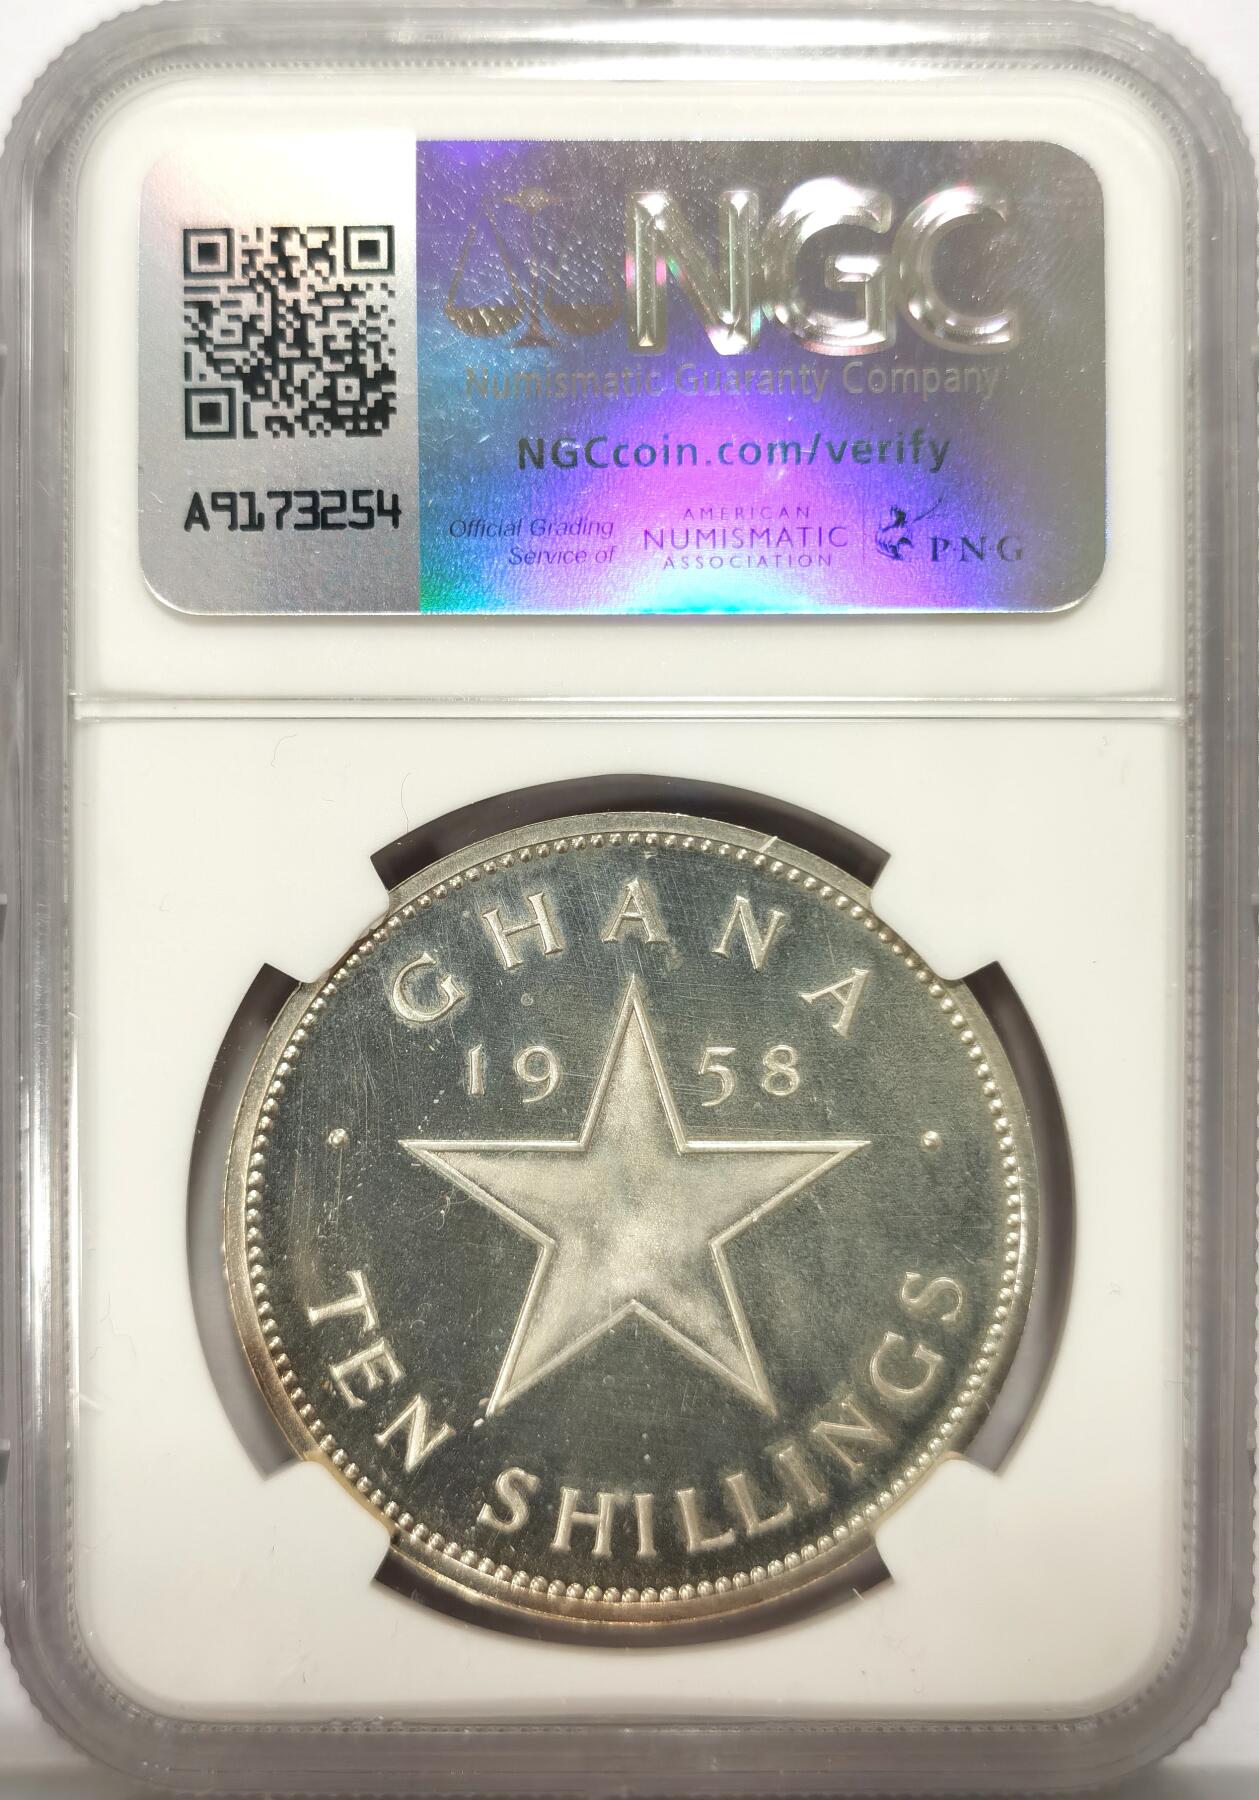 NGC
Numismatic Guaranty Company
NGCcoin.com/verify
A9173254
Official Grading
Service of
AMERICAN
NUMISMATIC
ASSOCIATION
P·N·G
GHANA
1958
TEN SHILLINGS